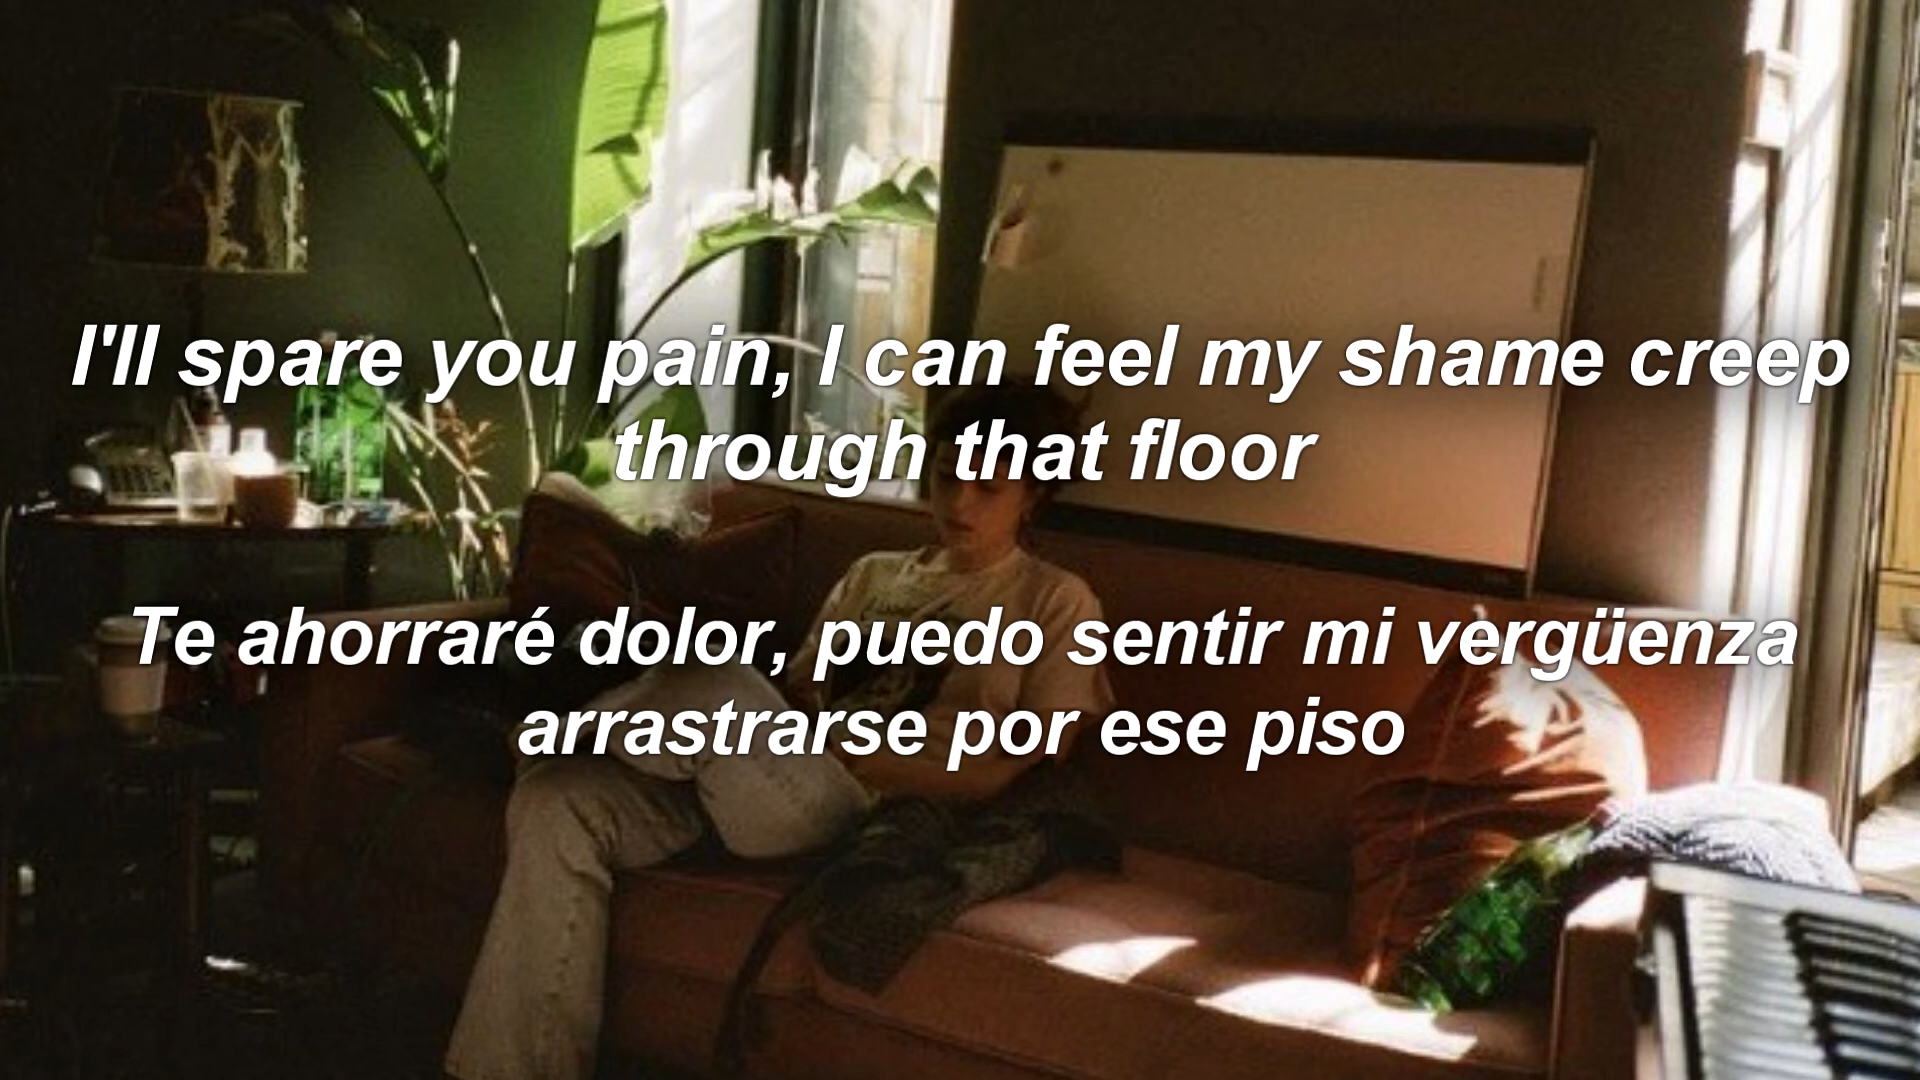 I'll spare you pain, I can feel my shame creep
through that floor
Te ahorraré dolor, puedo sentir mi vergüenza
arrastrarse por ese piso